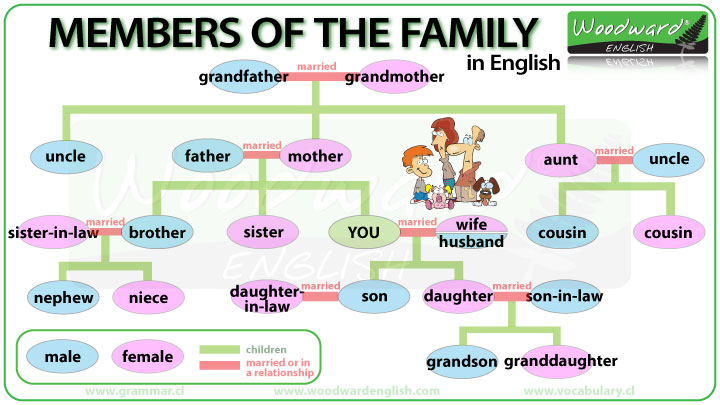 MEMBERS OF THE FAMILY
in English
Woodward®
ENGLISH
married
grandfather
grandmother
uncle
father
married
mother
aunt
married
uncle
sister-in-law
married
brother
sister
YOU
married
wife
husband
cousin
cousin
nephew
niece
daughter-
in-law
married
son
daughter
married
son-in-law
grandson
granddaughter
male
female
children
married or in
a relationship
Woodward
ENGLISH
www.grammar.cl
www.woodwardenglish.com
www.vocabulary.cl